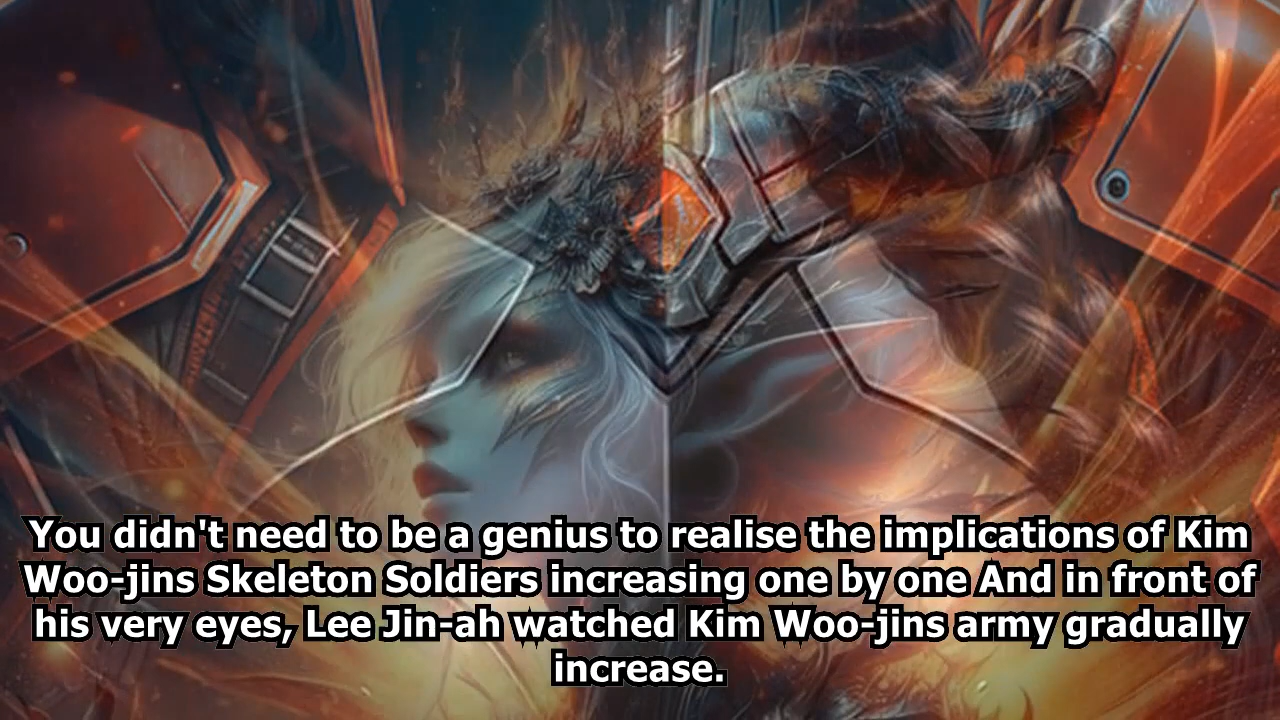 You didn't need to be a genius to realise the implications of Kim
Woo-jins Skeleton Soldiers increasing one by one And in front of
his very eyes, Lee Jin-ah watched Kim Woo-jins army gradually
increase.